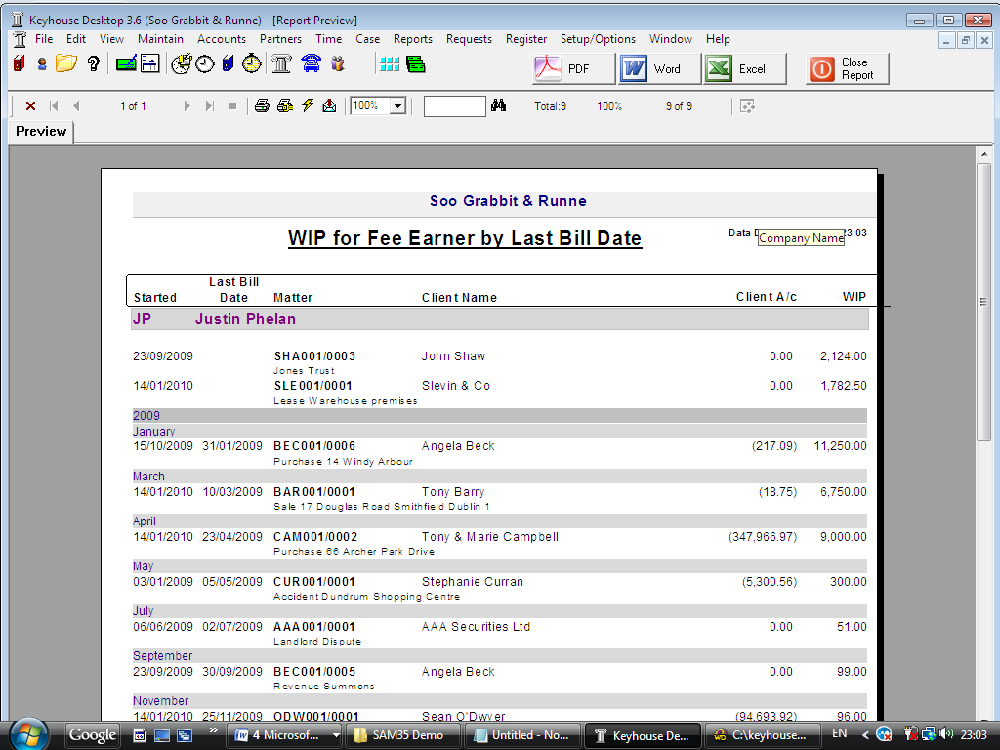 Keyhouse Desktop 3.6 (Soo Grabbit & Runne) - [Report Preview]
File Edit View Maintain Accounts Partners Time Case Reports Requests Register Setup/Options Window Help
PDF Word Excel Close Report
1 of 1 100% Total:9 100% 9 of 9
Preview
Soo Grabbit & Runne
WIP for Fee Earner by Last Bill Date
Data Company Name 23:03
Last Bill
Started Date Matter Client Name Client A/c WIP
JP Justin Phelan
23/09/2009 SHA001/0003 John Shaw 0.00 2,124.00
Jones Trust
14/01/2010 SLE001/0001 Slevin & Co 0.00 1,782.50
Lease Warehouse premises
2009
January
15/10/2009 31/01/2009 BEC001/0006 Angela Beck (217.09) 11,250.00
Purchase 14 Windy Arbour
March
14/01/2010 10/03/2009 BAR001/0001 Tony Barry (18.75) 6,750.00
Sale 17 Douglas Road Smithfield Dublin 1
April
14/01/2010 23/04/2009 CAM001/0002 Tony & Marie Campbell (347,966.97) 9,000.00
Purchase 66 Archer Park Drive
May
03/01/2009 05/05/2009 CUR001/0001 Stephanie Curran (5,300.56) 300.00
Accident Dundrum Shopping Centre
July
06/06/2009 02/07/2009 AAA001/0001 AAA Securities Ltd 0.00 51.00
Landlord Dispute
September
23/09/2009 30/09/2009 BEC001/0005 Angela Beck 0.00 99.00
Revenue Summons
November
14/01/2010 25/11/2009 ODW001/0001 Sean O'Dwyer (94,693.92) 96.00
Google » 4 Microsof... SAM35 Demo Untitled - No... Keyhouse De... C:\keyhouse... EN < 23:03